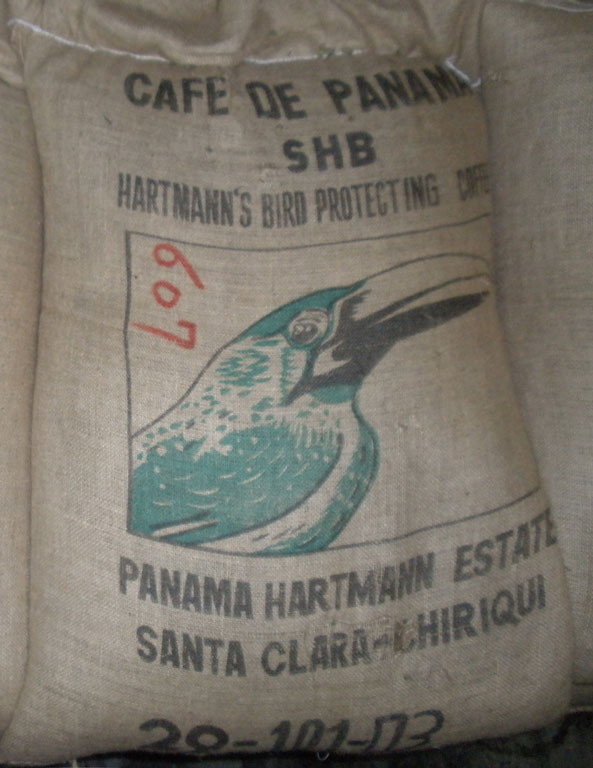 CAFE DE PANAMA
SHB
HARTMANN'S BIRD PROTECTING
607
PANAMA HARTMANN ESTATE
SANTA CLARA-CHIRIQUI